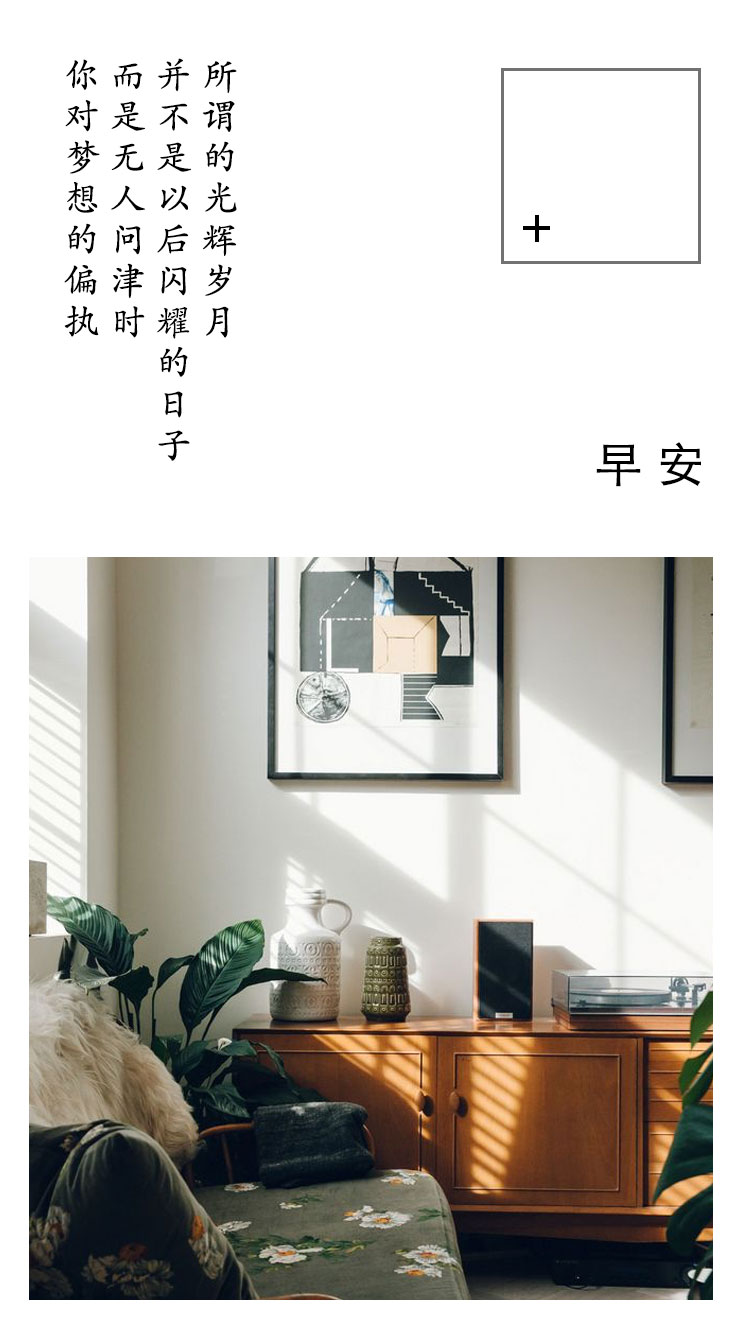 所谓的光辉岁月
并不是以后闪耀的日子
而是无人问津时
你对梦想的偏执
早安